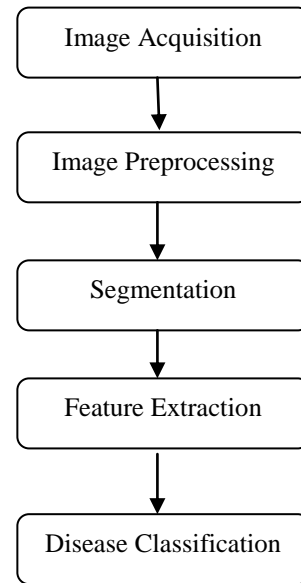 Image Acquisition
Image Preprocessing
Segmentation
Feature Extraction
Disease Classification